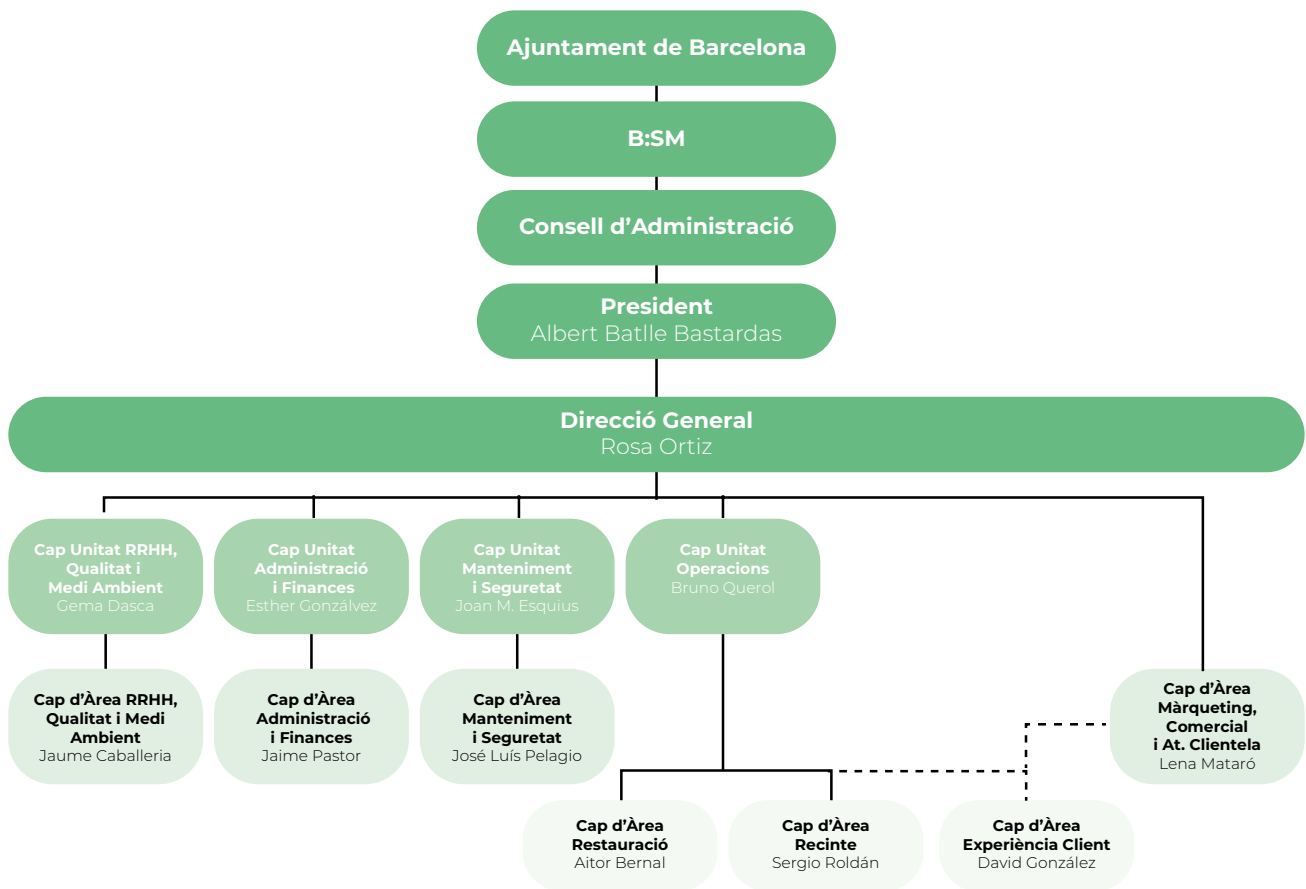 Ajuntament de Barcelona
B:SM
Consell d’Administració
President
Albert Batlle Bastardas
Direcció General
Rosa Ortiz
Cap Unitat RRHH,
Qualitat i
Medi Ambient
Gema Dasca
Cap Unitat
Administració
i Finances
Esther Gonzálvez
Cap Unitat
Manteniment
i Seguretat
Joan M. Esquius
Cap Unitat
Operacions
Bruno Querol
Cap d’Àrea RRHH,
Qualitat i Medi
Ambient
Jaume Caballeria
Cap d’Àrea
Administració
i Finances
Jaime Pastor
Cap d’Àrea
Manteniment
i Seguretat
José Luís Pelagio
Cap d’Àrea
Màrqueting,
Comercial
i At. Clientela
Lena Mataró
Cap d’Àrea
Restauració
Aitor Bernal
Cap d’Àrea
Recinte
Sergio Roldán
Cap d’Àrea
Experiència Client
David González